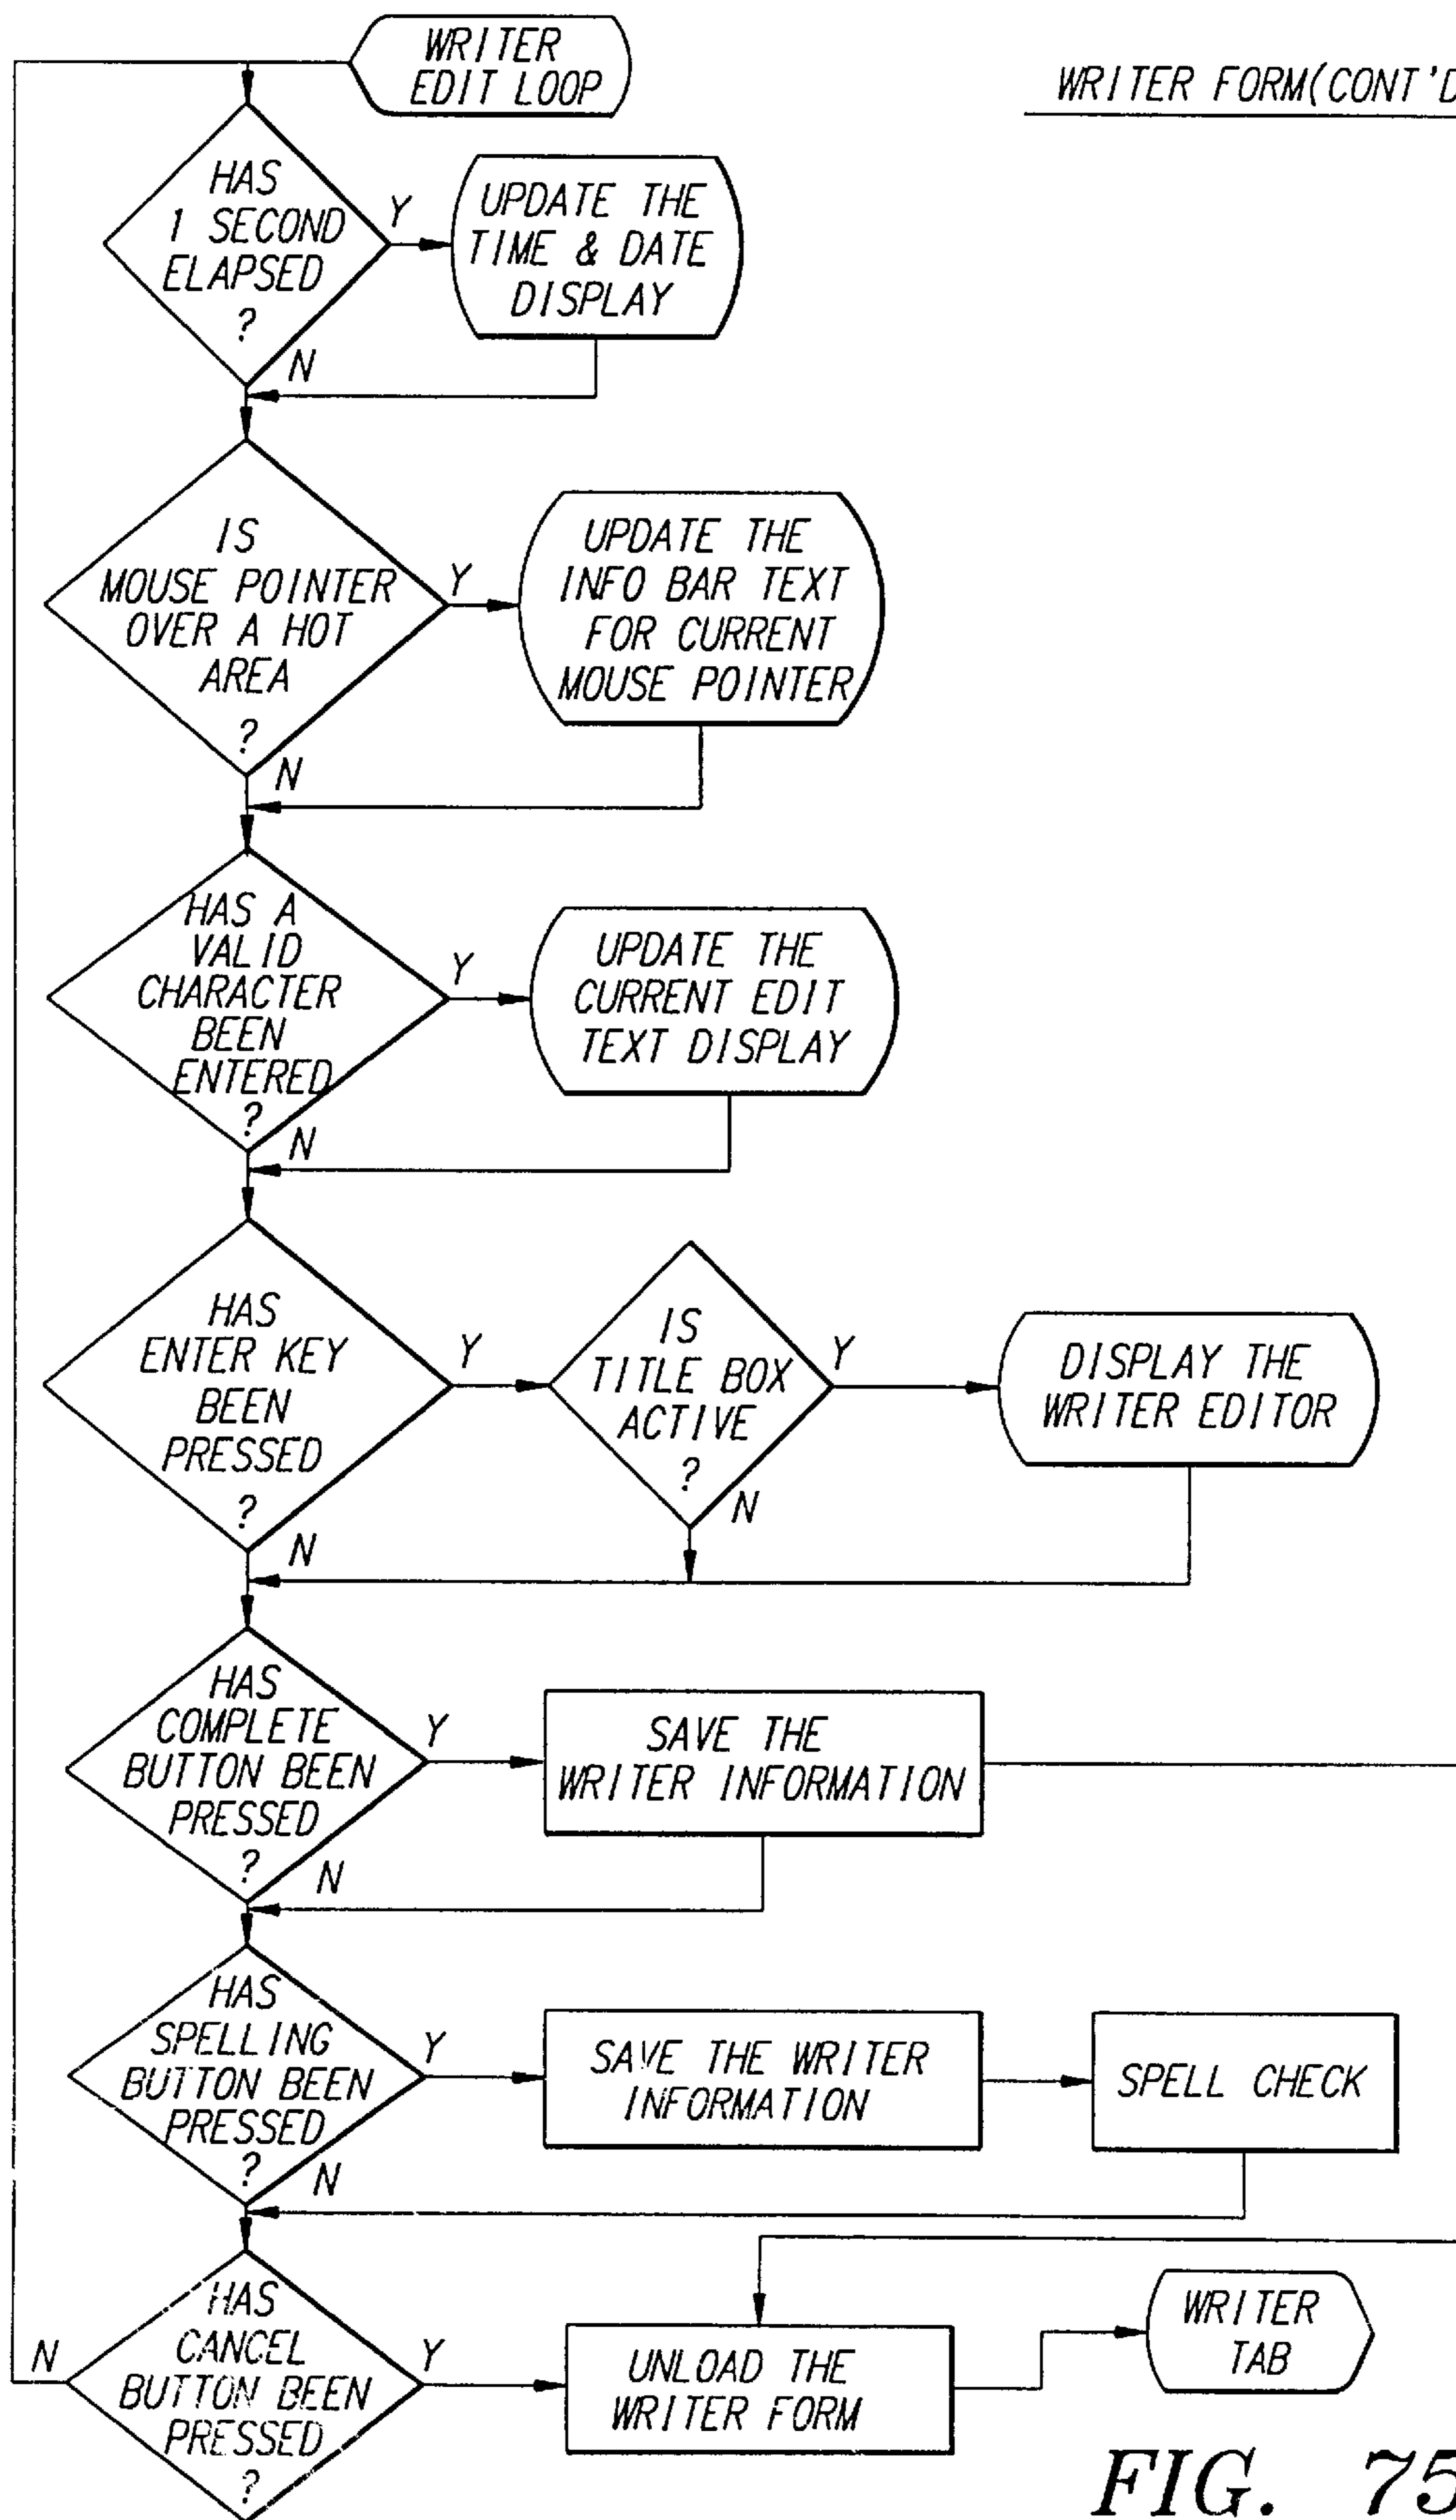 WRITER
EDIT LOOP
WRITER FORM(CONT'D
HAS
1 SECOND
ELAPSED
?
Y
UPDATE THE
TIME & DATE
DISPLAY
N
IS
MOUSE POINTER
OVER A HOT
AREA
?
Y
UPDATE THE
INFO BAR TEXT
FOR CURRENT
MOUSE POINTER
N
HAS A
VALID
CHARACTER
BEEN
ENTERED
?
Y
UPDATE THE
CURRENT EDIT
TEXT DISPLAY
N
HAS
ENTER KEY
BEEN
PRESSED
?
Y
IS
TITLE BOX
ACTIVE
?
Y
DISPLAY THE
WRITER EDITOR
N
N
HAS
COMPLETE
BUTTON BEEN
PRESSED
?
Y
SAVE THE
WRITER INFORMATION
N
HAS
SPELLING
BUTTON BEEN
PRESSED
?
Y
SAVE THE WRITER
INFORMATION
SPELL CHECK
N
HAS
CANCEL
BUTTON BEEN
PRESSED
?
N
Y
UNLOAD THE
WRITER FORM
WRITER
TAB
FIG. 75